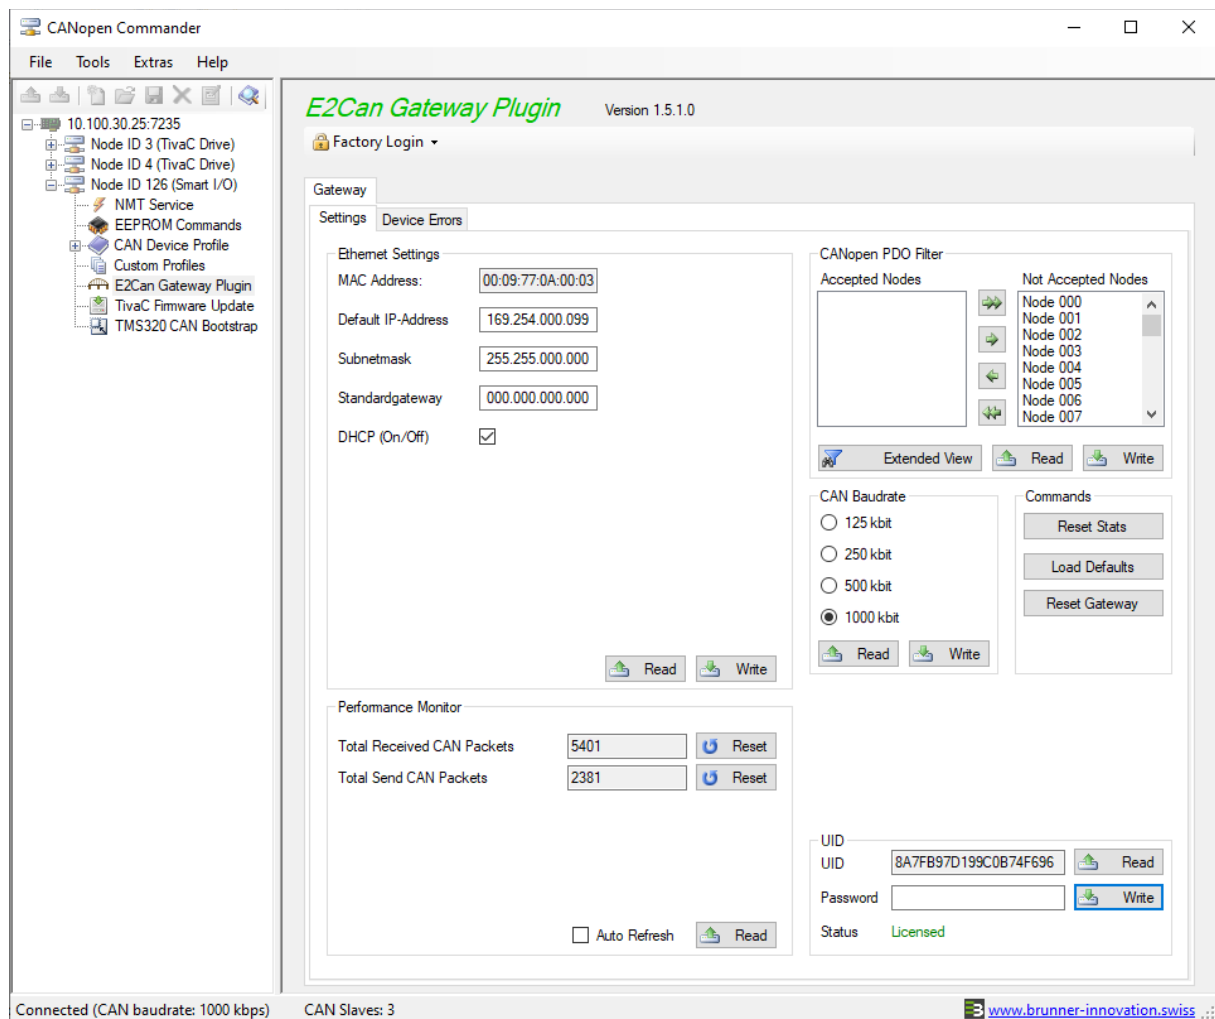 CANopen Commander
File Tools Extras Help
10.100.30.25:7235
Node ID 3 (TivaC Drive)
Node ID 4 (TivaC Drive)
Node ID 126 (Smart I/O)
NMT Service
EEPROM Commands
CAN Device Profile
Custom Profiles
E2Can Gateway Plugin
TivaC Firmware Update
TMS320 CAN Bootstrap
E2Can Gateway Plugin Version 1.5.1.0
Factory Login
Gateway
Settings Device Errors
Ethernet Settings
MAC Address: 00:09:77:0A:00:03
Default IP-Address 169.254.000.099
Subnetmask 255.255.000.000
Standardgateway 000.000.000.000
DHCP (On/Off)
Read Write
CANopen PDO Filter
Accepted Nodes Not Accepted Nodes
Node 000
Node 001
Node 002
Node 003
Node 004
Node 005
Node 006
Node 007
Extended View Read Write
CAN Baudrate
125 kbit
250 kbit
500 kbit
1000 kbit
Read Write
Commands
Reset Stats
Load Defaults
Reset Gateway
Performance Monitor
Total Received CAN Packets 5401 Reset
Total Send CAN Packets 2381 Reset
Auto Refresh Read
UID
UID 8A7FB97D199C0B74F696 Read
Password Write
Status Licensed
Connected (CAN baudrate: 1000 kbps) CAN Slaves: 3 www.brunner-innovation.swiss